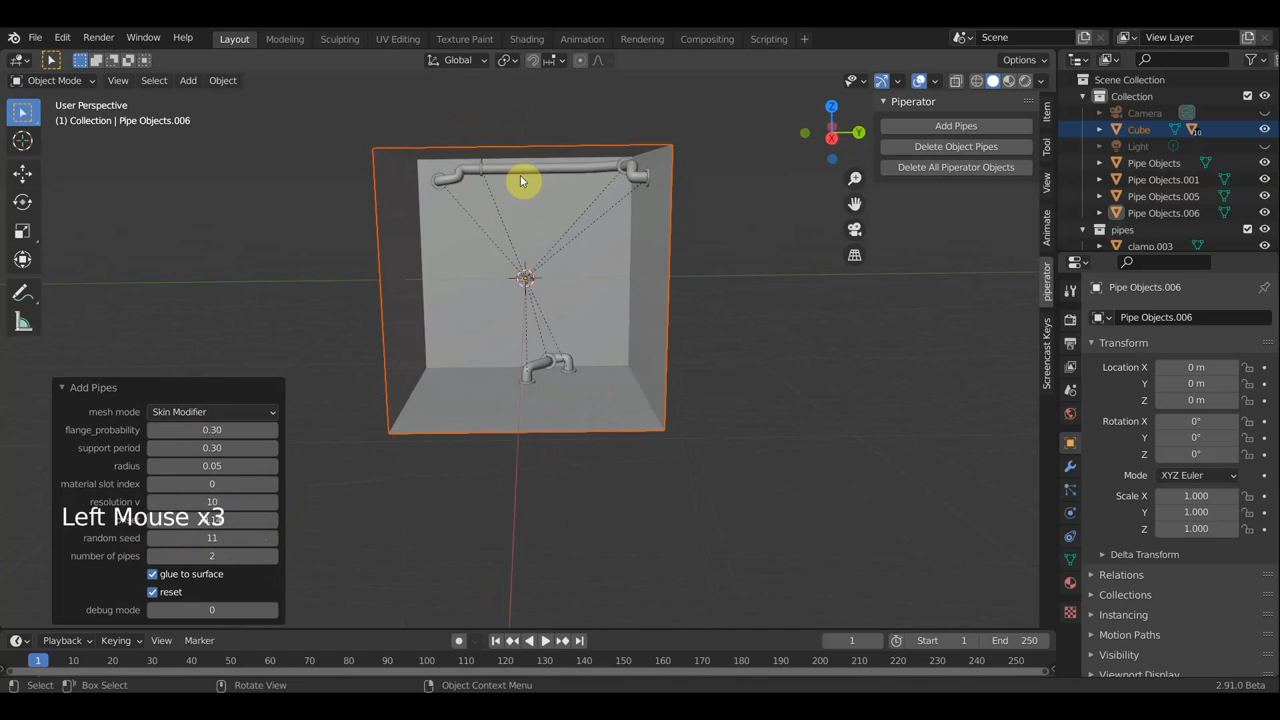 File Edit Render Window Help Layout Modeling Sculpting UV Editing Texture Paint Shading Animation Rendering Compositing Scripting + Scene View Layer
Global Options
Object Mode View Select Add Object
User Perspective
(1) Collection | Pipe Objects.006
Piperator
Add Pipes
Delete Object Pipes
Delete All Piperator Objects
Z
Y
X
Item
Tool
View
Animate
piperator
Screencast Keys
Scene Collection
Collection
Camera
Cube 10
Light
Pipe Objects
Pipe Objects.001
Pipe Objects.005
Pipe Objects.006
pipes
clamp.003
Pipe Objects.006
Pipe Objects.006
Transform
Location X 0 m
Y 0 m
Z 0 m
Rotation X 0°
Y 0°
Z 0°
Mode XYZ Euler
Scale X 1.000
Y 1.000
Z 1.000
Delta Transform
Relations
Collections
Instancing
Motion Paths
Visibility
Viewport Display
Add Pipes
mesh mode Skin Modifier
flange_probability 0.30
support period 0.30
radius 0.05
material slot index 0
resolution v 10
Left Mouse x3
random seed 11
number of pipes 2
glue to surface
reset
debug mode 0
Playback Keying View Marker 1 Start 1 End 250
1 10 20 30 40 50 60 70 80 90 100 110 120 130 140 150 160 170 180 190 200 210 220 230 240 250
Select Box Select Rotate View Object Context Menu 2.91.0 Beta